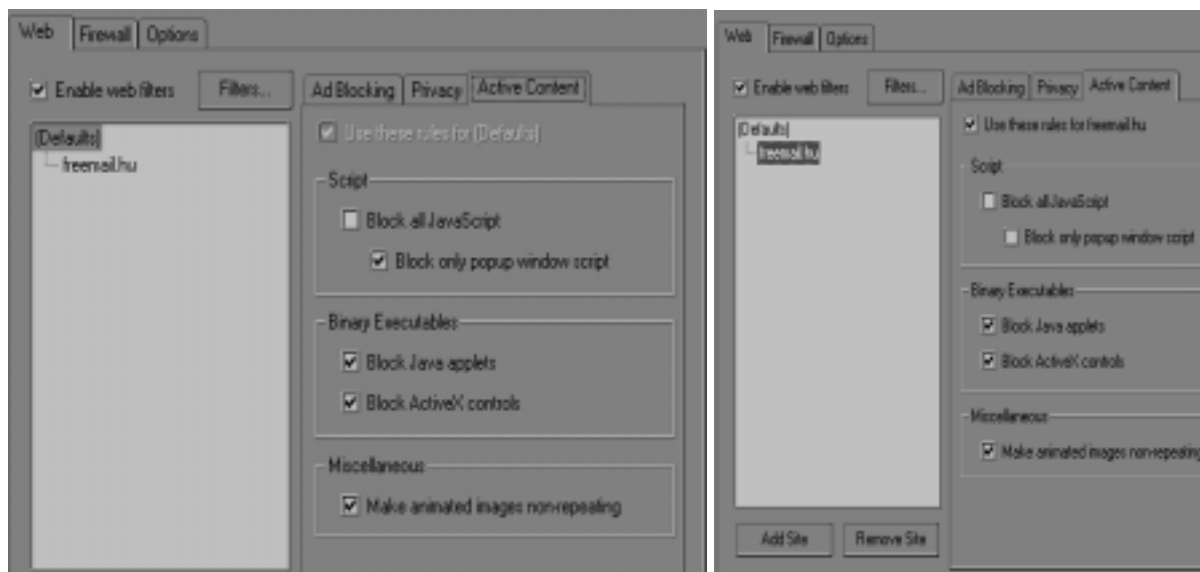 Web Firewall Options
Enable web filters Filters...
Ad Blocking Privacy Active Content
(Defaults)
freemail.hu
Use these rules for (Defaults)
Script
Block all JavaScript
Block only popup window script
Binary Executables
Block Java applets
Block ActiveX controls
Miscellaneous
Make animated images non-repeating
Web Firewall Options
Enable web filters Filters...
Ad Blocking Privacy Active Content
(Defaults)
freemail.hu
Use these rules for freemail.hu
Script
Block all JavaScript
Block only popup window script
Binary Executables
Block Java applets
Block ActiveX controls
Miscellaneous
Make animated images non-repeating
Add Site Remove Site